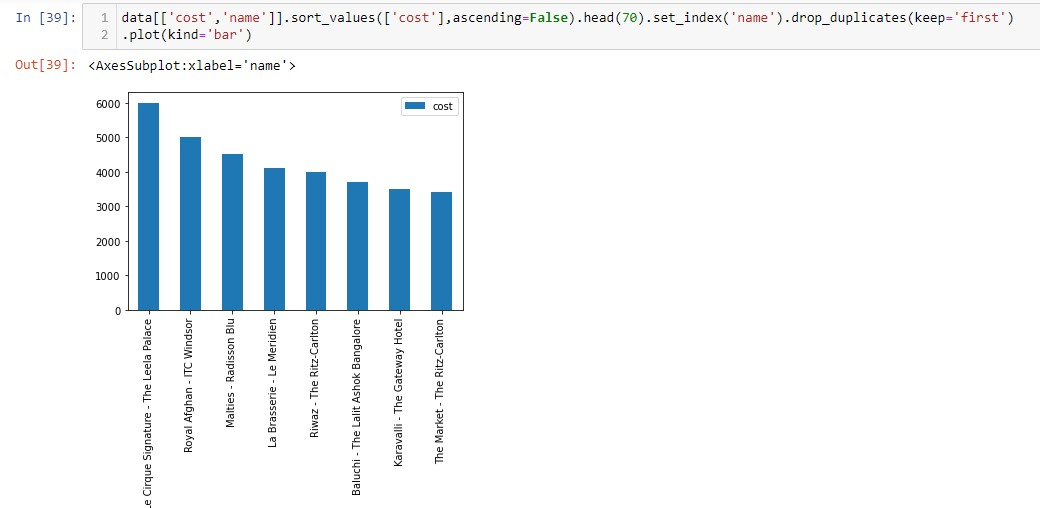 In [39]:
1 data[['cost','name']].sort_values(['cost'],ascending=False).head(70).set_index('name').drop_duplicates(keep='first')
2 .plot(kind='bar')
Out[39]: <AxesSubplot:xlabel='name'>
cost
6000
5000
4000
3000
2000
1000
0
e Cirque Signature - The Leela Palace
Royal Afghan - ITC Windsor
Malties - Radisson Blu
La Brasserie - Le Meridien
Riwaz - The Ritz-Carlton
Baluchi - The Lalit Ashok Bangalore
Karavalli - The Gateway Hotel
The Market - The Ritz-Carlton